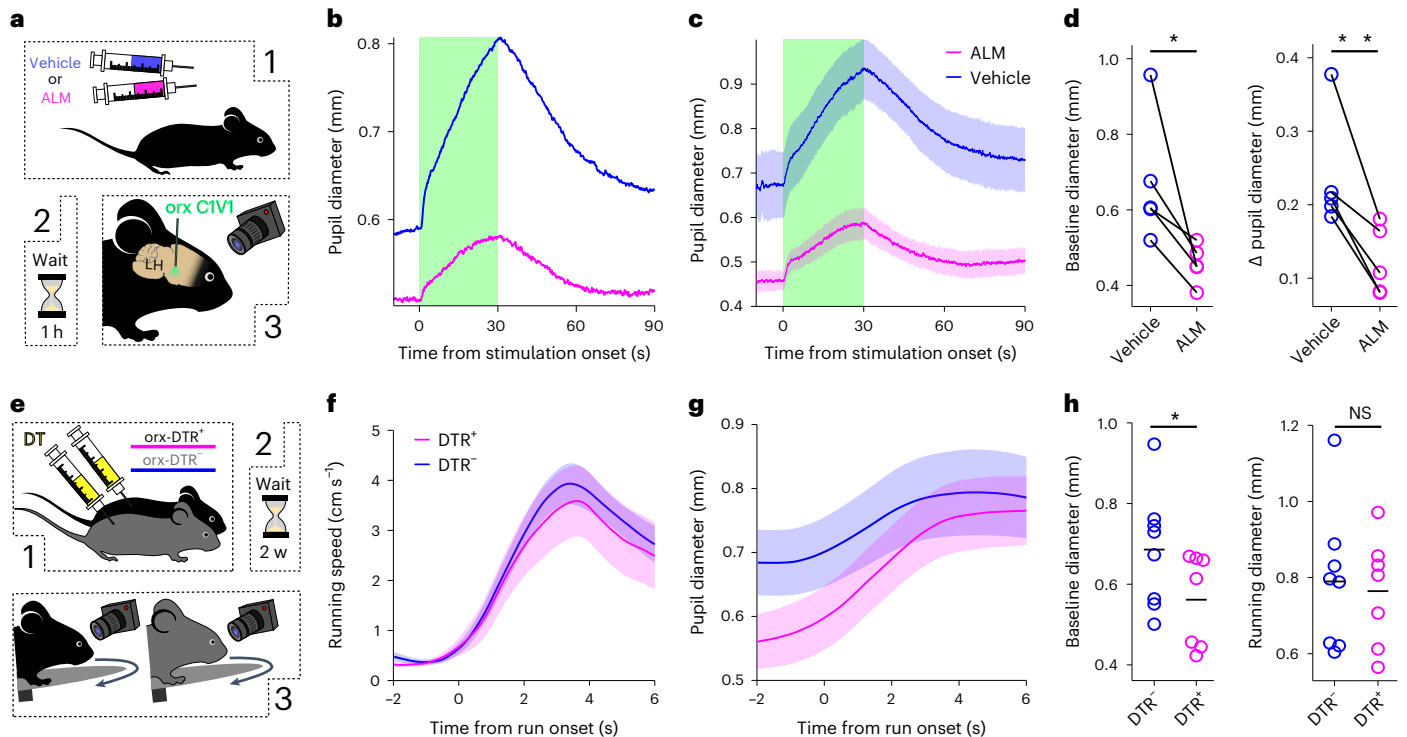 a
Vehicle
or
ALM
1
2
Wait
1 h
orx C1V1
LH
3
b
Pupil diameter (mm)
0.8
0.7
0.6
0 30 60 90
Time from stimulation onset (s)
c
Pupil diameter (mm)
0.9
0.8
0.7
0.6
0.5
0.4
ALM
Vehicle
0 30 60 90
Time from stimulation onset (s)
d
*
Baseline diameter (mm)
1.0
0.8
0.6
0.4
Vehicle ALM
* *
Δ pupil diameter (mm)
0.4
0.3
0.2
0.1
Vehicle ALM
e
DT
orx-DTR⁺
orx-DTR⁻
1
2
Wait
2 w
3
f
Running speed (cm s⁻¹)
5
4
3
2
1
0
DTR⁺
DTR⁻
−2 0 2 4 6
Time from run onset (s)
g
Pupil diameter (mm)
0.9
0.8
0.7
0.6
0.5
−2 0 2 4 6
Time from run onset (s)
h
*
Baseline diameter (mm)
1.0
0.8
0.6
0.4
DTR⁻ DTR⁺
NS
Running diameter (mm)
1.2
1.0
0.8
0.6
DTR⁻ DTR⁺